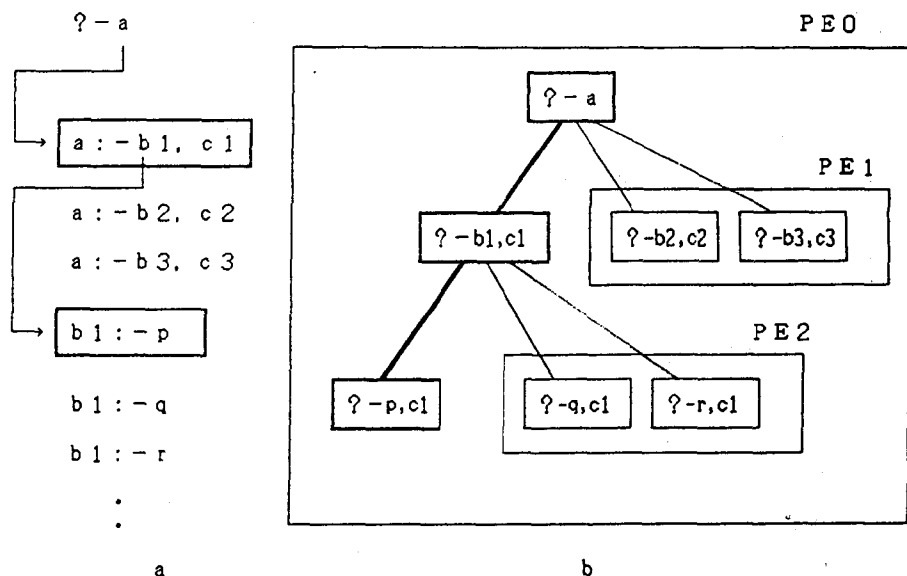 ?-a
a:-b1, c1
a:-b2, c2
a:-b3, c3
b1:-p
b1:-q
b1:-r
.
.
a
PE0
?-a
PE1
?-b1,c1
?-b2,c2
?-b3,c3
PE2
?-p,c1
?-q,c1
?-r,c1
b